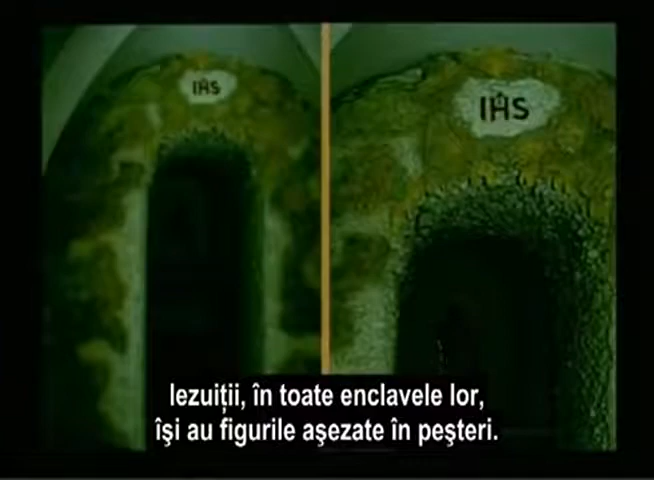 IHS
IHS
Iezuiții, în toate enclavele lor,
își au figurile așezate în peșteri.